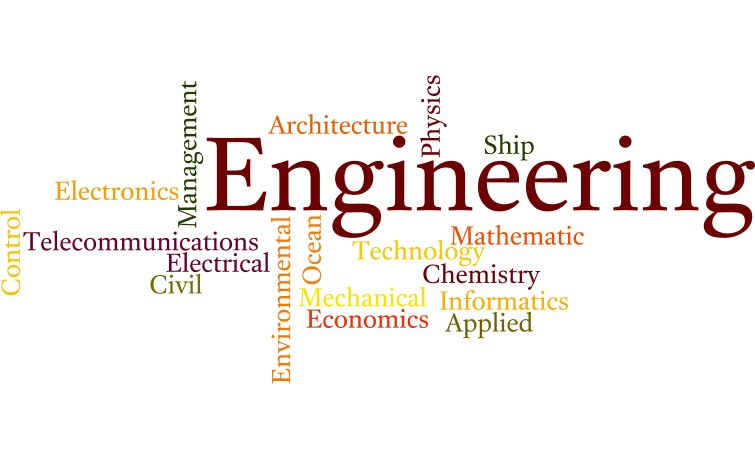 Physics
Management
Architecture
Ship
Engineering
Electronics
Control
Telecommunications
Environmental
Ocean
Mathematic
Technology
Electrical
Chemistry
Civil
Mechanical
Informatics
Economics
Applied